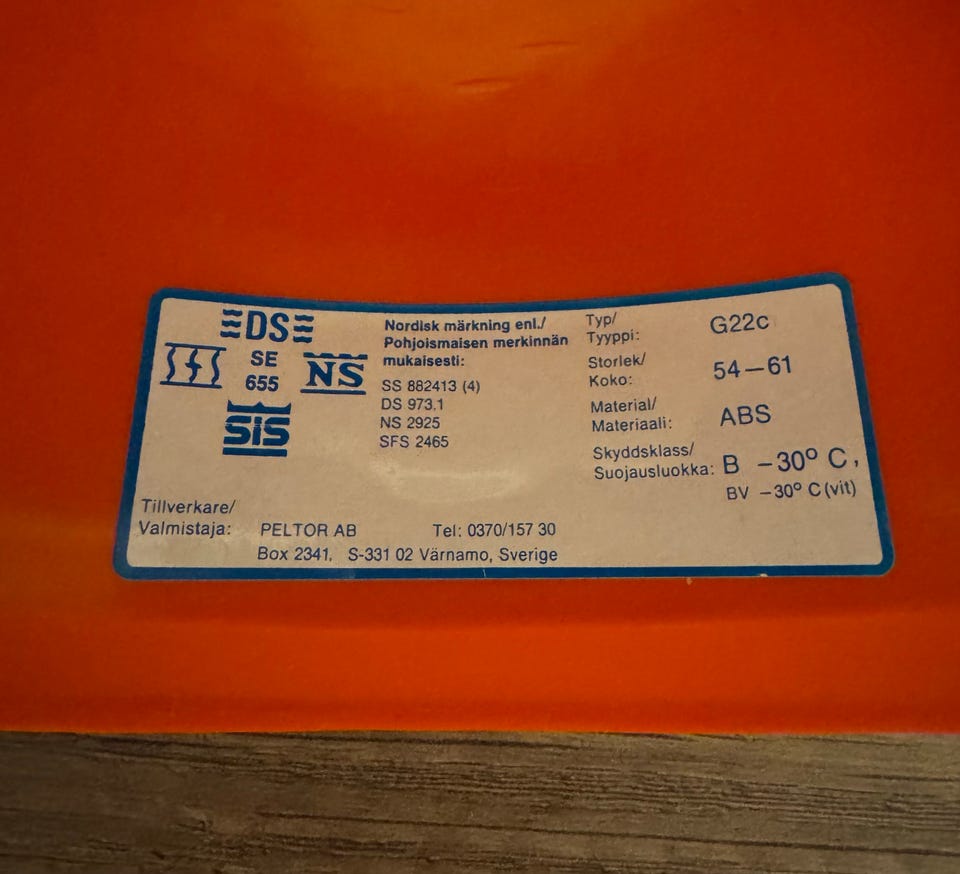 DS
SE
655
SFS
NS
SIS
Nordisk märkning enl./
Pohjoismaisen merkinnän
mukaisesti:
SS 882413 (4)
DS 973.1
NS 2925
SFS 2465
Typ/
Tyyppi: G22c
Storlek/
Koko: 54–61
Material/
Materiaali: ABS
Skyddsklass/
Suojausluokka: B –30° C,
BV –30° C (vit)
Tillverkare/
Valmistaja: PELTOR AB Tel: 0370/157 30
Box 2341, S-331 02 Värnamo, Sverige